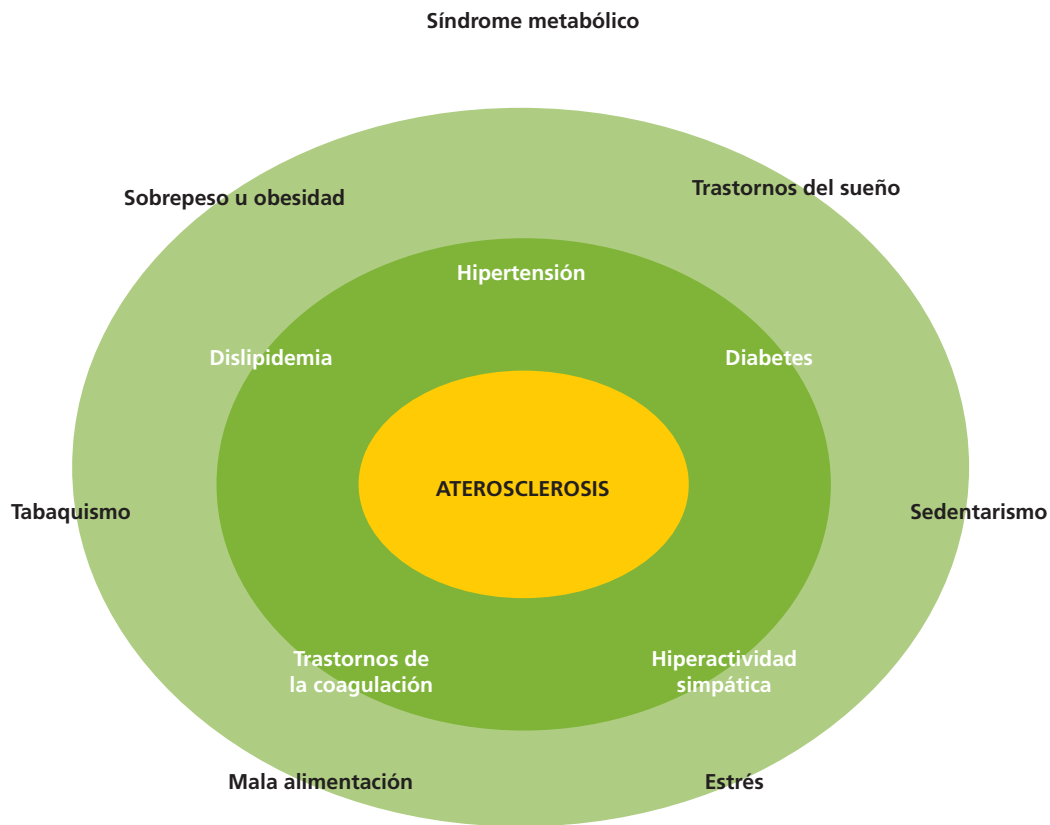 Síndrome metabólico
Sobrepeso u obesidad
Trastornos del sueño
Hipertensión
Dislipidemia
Diabetes
ATEROSCLEROSIS
Tabaquismo
Sedentarismo
Trastornos de
la coagulación
Hiperactividad
simpática
Mala alimentación
Estrés